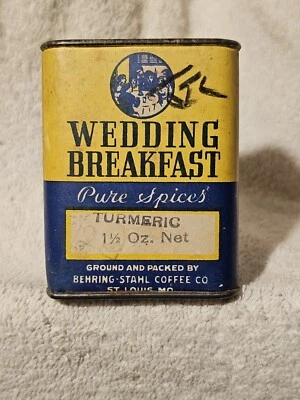 WEDDING
BREAKFAST
Pure Spices
TURMERIC
1½ Oz. Net
GROUND AND PACKED BY
BEHRING-STAHL COFFEE CO
ST. LOUIS MO.